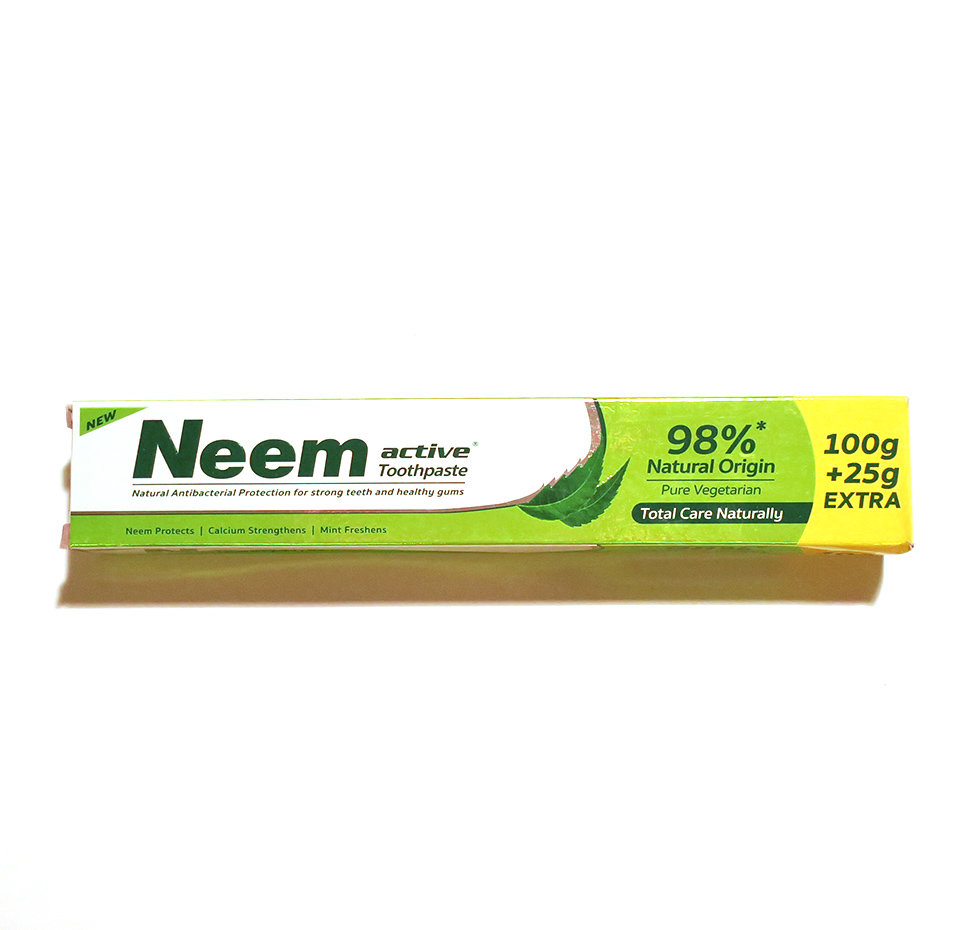 NEW
Neem active®
Toothpaste
Natural Antibacterial Protection for strong teeth and healthy gums
Neem Protects | Calcium Strengthens | Mint Freshens
98%*
Natural Origin
Pure Vegetarian
Total Care Naturally
100g
+25g
EXTRA